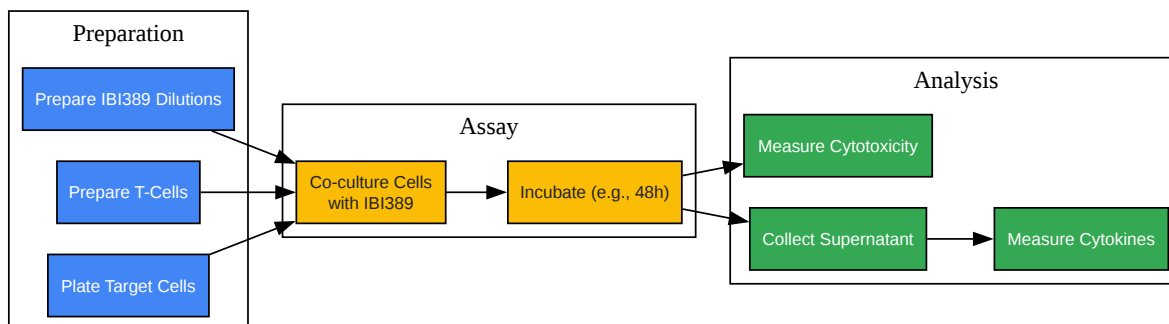 Preparation
Prepare IBI389 Dilutions
Prepare T-Cells
Plate Target Cells
Assay
Co-culture Cells
with IBI389
Incubate (e.g., 48h)
Analysis
Measure Cytotoxicity
Collect Supernatant
Measure Cytokines